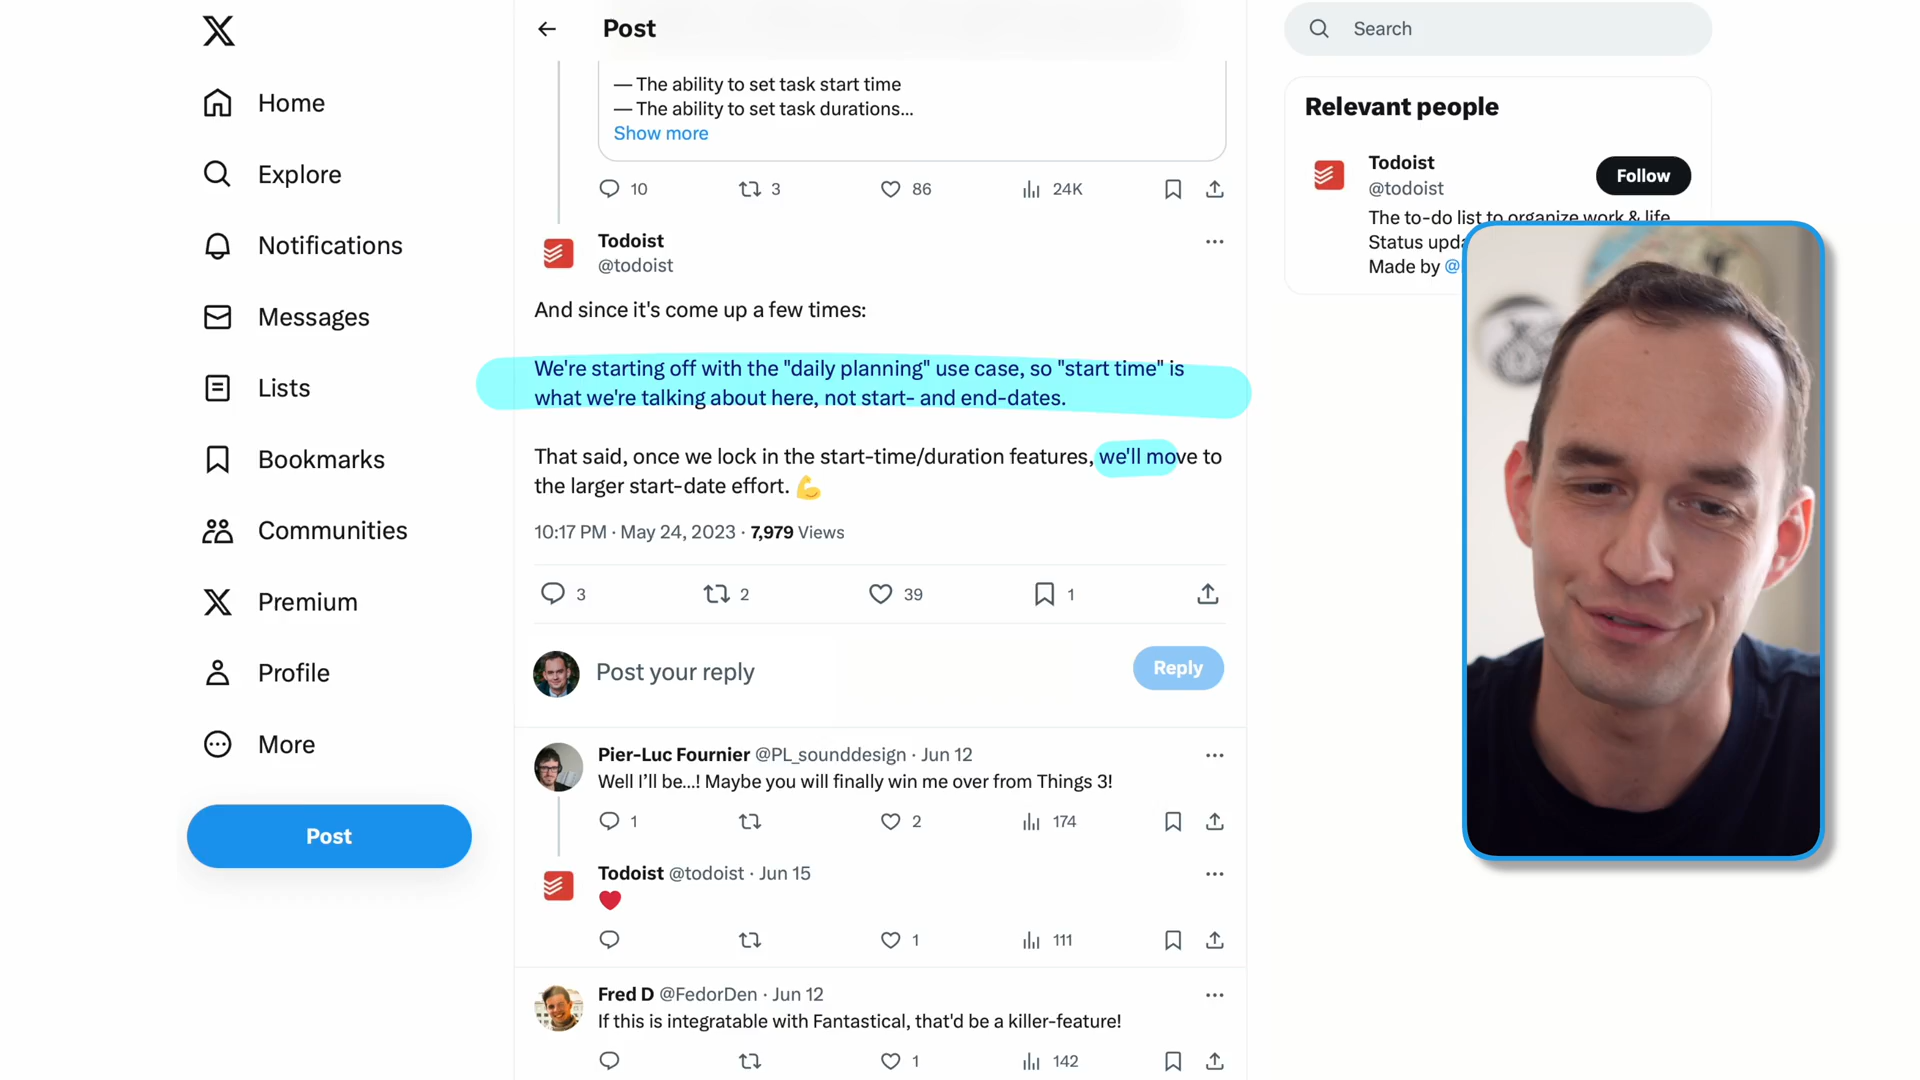 Post
Search
Home
Explore
Notifications
Messages
Lists
Bookmarks
Communities
Premium
Profile
More
Post
— The ability to set task start time
— The ability to set task durations...
Show more
10 3 86 24K
Todoist
@todoist
And since it's come up a few times:
We're starting off with the "daily planning" use case, so "start time" is
what we're talking about here, not start- and end-dates.
That said, once we lock in the start-time/duration features, we'll move to
the larger start-date effort. 💪
10:17 PM · May 24, 2023 · 7,979 Views
3 2 39 1
Post your reply
Reply
Pier-Luc Fournier @PL_sounddesign · Jun 12
Well I'll be...! Maybe you will finally win me over from Things 3!
1 2 174
Todoist @todoist · Jun 15
❤️
1 111
Fred D @FedorDen · Jun 12
If this is integratable with Fantastical, that'd be a killer-feature!
1 142
Relevant people
Todoist
@todoist
Follow
The to-do list to organize work & life
Status
Made by @